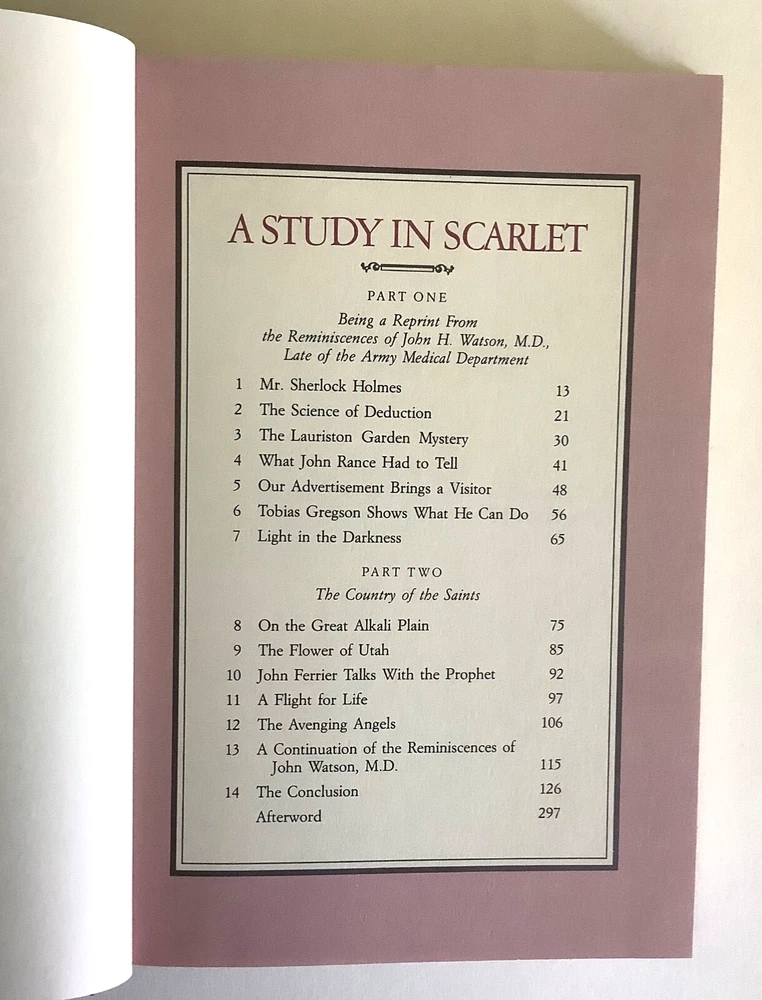 A STUDY IN SCARLET
PART ONE
Being a Reprint From
the Reminiscences of John H. Watson, M.D.,
Late of the Army Medical Department
1 Mr. Sherlock Holmes 13
2 The Science of Deduction 21
3 The Lauriston Garden Mystery 30
4 What John Rance Had to Tell 41
5 Our Advertisement Brings a Visitor 48
6 Tobias Gregson Shows What He Can Do 56
7 Light in the Darkness 65
PART TWO
The Country of the Saints
8 On the Great Alkali Plain 75
9 The Flower of Utah 85
10 John Ferrier Talks With the Prophet 92
11 A Flight for Life 97
12 The Avenging Angels 106
13 A Continuation of the Reminiscences of
John Watson, M.D. 115
14 The Conclusion 126
Afterword 297